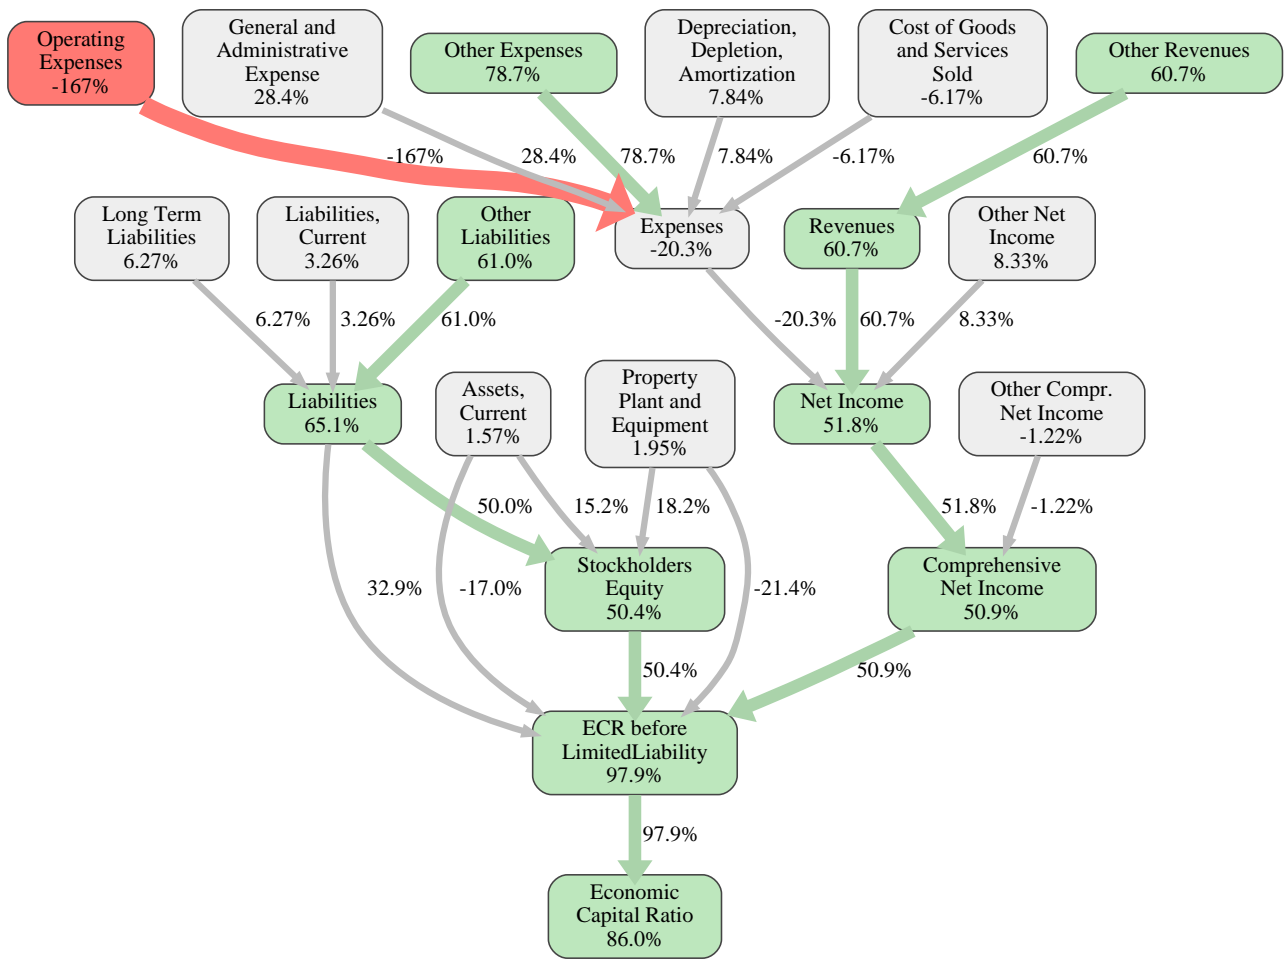 Operating
Expenses
-167%
General and
Administrative
Expense
28.4%
Other Expenses
78.7%
Depreciation,
Depletion,
Amortization
7.84%
Cost of Goods
and Services
Sold
-6.17%
Other Revenues
60.7%
-167%
28.4%
78.7%
7.84%
-6.17%
60.7%
Long Term
Liabilities
6.27%
Liabilities,
Current
3.26%
Other
Liabilities
61.0%
Expenses
-20.3%
Revenues
60.7%
Other Net
Income
8.33%
6.27%
3.26%
61.0%
-20.3%
60.7%
8.33%
Liabilities
65.1%
Assets,
Current
1.57%
Property
Plant and
Equipment
1.95%
Net Income
51.8%
Other Compr.
Net Income
-1.22%
50.0%
15.2%
18.2%
51.8%
-1.22%
32.9%
-17.0%
Stockholders
Equity
50.4%
-21.4%
Comprehensive
Net Income
50.9%
50.4%
50.9%
ECR before
LimitedLiability
97.9%
97.9%
Economic
Capital Ratio
86.0%